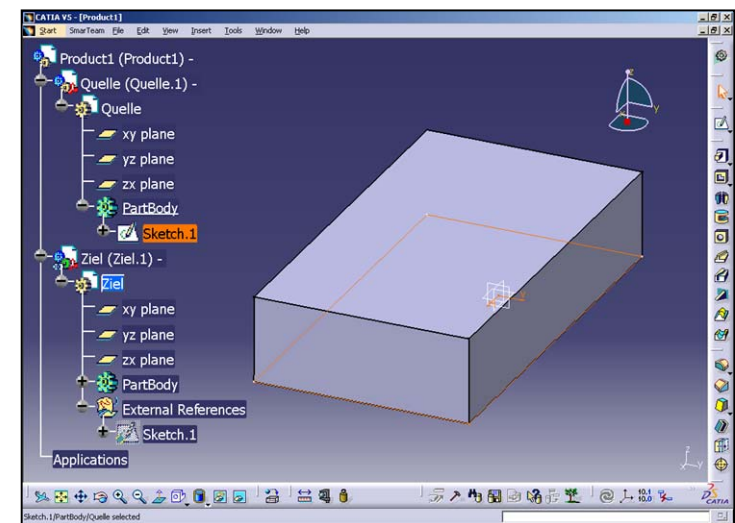 CATIA V5 - [Product1]
Start SmarTeam File Edit View Insert Tools Window Help
Product1 (Product1) -
Quelle (Quelle.1) -
Quelle
xy plane
yz plane
zx plane
PartBody
Sketch.1
Ziel (Ziel.1) -
Ziel
xy plane
yz plane
zx plane
PartBody
External References
Sketch.1
Applications
z
y
z
y
CATIA
Sketch.1/PartBody/Quelle selected